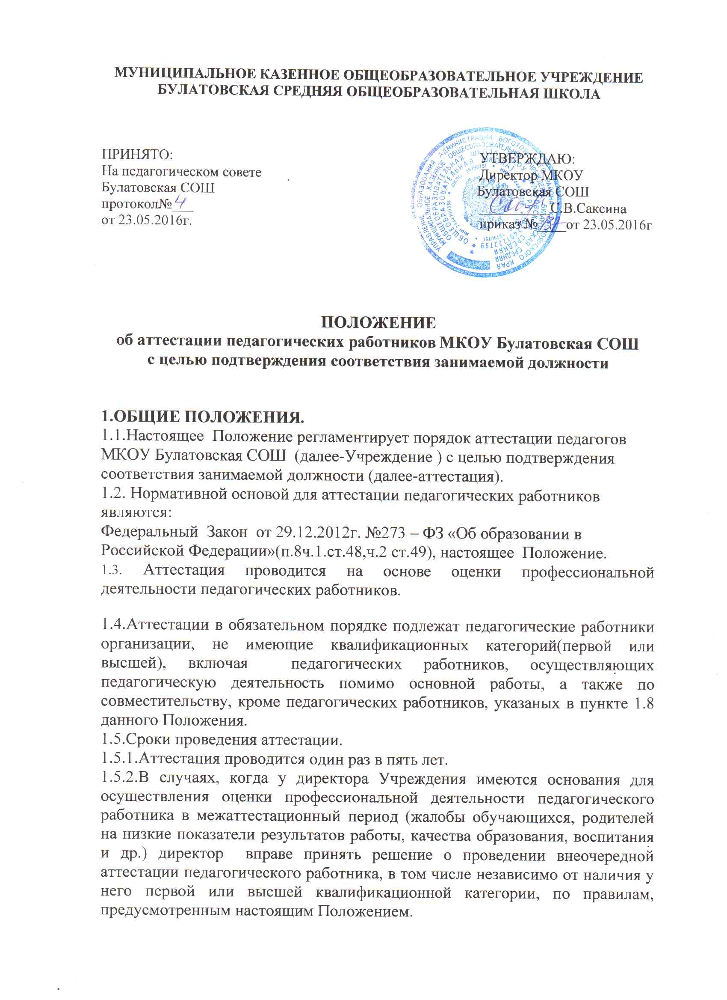 МУНИЦИПАЛЬНОЕ КАЗЕННОЕ ОБЩЕОБРАЗОВАТЕЛЬНОЕ УЧРЕЖДЕНИЕ
БУЛАТОВСКАЯ СРЕДНЯЯ ОБЩЕОБРАЗОВАТЕЛЬНАЯ ШКОЛА
ПРИНЯТО:
На педагогическом совете
Булатовская СОШ
протокол№ 4
от 23.05.2016г.
УТВЕРЖДАЮ:
Директор МКОУ
Булатовская СОШ
С.В.Саксина
приказ № от 23.05.2016г
ПОЛОЖЕНИЕ
об аттестации педагогических работников МКОУ Булатовская СОШ
с целью подтверждения соответствия занимаемой должности
1.ОБЩИЕ ПОЛОЖЕНИЯ.
1.1.Настоящее Положение регламентирует порядок аттестации педагогов
МКОУ Булатовская СОШ (далее-Учреждение ) с целью подтверждения
соответствия занимаемой должности (далее-аттестация).
1.2. Нормативной основой для аттестации педагогических работников
являются:
Федеральный Закон от 29.12.2012г. №273 – ФЗ «Об образовании в
Российской Федерации»(п.8ч.1.ст.48,ч.2 ст.49), настоящее Положение.
1.3. Аттестация проводится на основе оценки профессиональной
деятельности педагогических работников.
1.4.Аттестации в обязательном порядке подлежат педагогические работники
организации, не имеющие квалификационных категорий(первой или
высшей), включая педагогических работников, осуществляющих
педагогическую деятельность помимо основной работы, а также по
совместительству, кроме педагогических работников, указаных в пункте 1.8
данного Положения.
1.5.Сроки проведения аттестации.
1.5.1.Аттестация проводится один раз в пять лет.
1.5.2.В случаях, когда у директора Учреждения имеются основания для
осуществления оценки профессиональной деятельности педагогического
работника в межаттестационный период (жалобы обучающихся, родителей
на низкие показатели результатов работы, качества образования, воспитания
и др.) директор вправе принять решение о проведении внеочередной
аттестации педагогического работника, в том числе независимо от наличия у
него первой или высшей квалификационной категории, по правилам,
предусмотренным настоящим Положением.